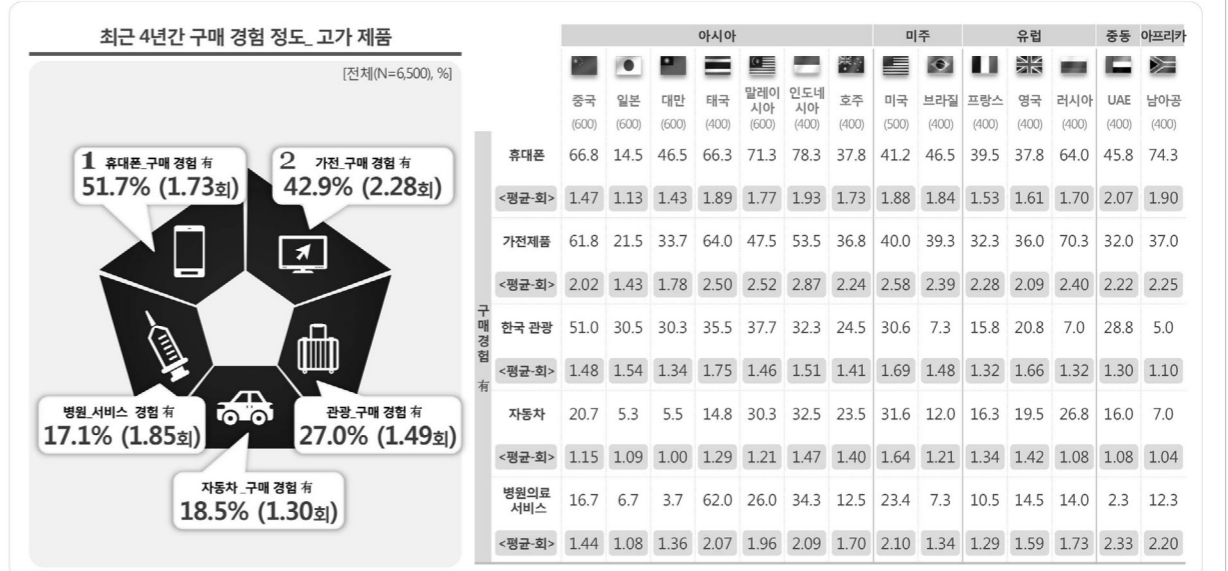 최근 4년간 구매 경험 정도_ 고가 제품
[전체(N=6,500), %]
1 휴대폰_구매 경험 有
51.7% (1.73회)
2 가전_구매 경험 有
42.9% (2.28회)
병원_서비스 경험 有
17.1% (1.85회)
관광_구매 경험 有
27.0% (1.49회)
자동차_구매 경험 有
18.5% (1.30회)
아시아 미주 유럽 중동 아프리카
중국 일본 대만 태국 말레이시아 인도네시아 호주 미국 브라질 프랑스 영국 러시아 UAE 남아공
(600) (600) (600) (400) (600) (400) (400) (500) (400) (400) (400) (400) (400) (400)
구매경험 有
휴대폰 66.8 14.5 46.5 66.3 71.3 78.3 37.8 41.2 46.5 39.5 37.8 64.0 45.8 74.3
<평균-회> 1.47 1.13 1.43 1.89 1.77 1.93 1.73 1.88 1.84 1.53 1.61 1.70 2.07 1.90
가전제품 61.8 21.5 33.7 64.0 47.5 53.5 36.8 40.0 39.3 32.3 36.0 70.3 32.0 37.0
<평균-회> 2.02 1.43 1.78 2.50 2.52 2.87 2.24 2.58 2.39 2.28 2.09 2.40 2.22 2.25
한국 관광 51.0 30.5 30.3 35.5 37.7 32.3 24.5 30.6 7.3 15.8 20.8 7.0 28.8 5.0
<평균-회> 1.48 1.54 1.34 1.75 1.46 1.51 1.41 1.69 1.48 1.32 1.66 1.32 1.30 1.10
자동차 20.7 5.3 5.5 14.8 30.3 32.5 23.5 31.6 12.0 16.3 19.5 26.8 16.0 7.0
<평균-회> 1.15 1.09 1.00 1.29 1.21 1.47 1.40 1.64 1.21 1.34 1.42 1.08 1.08 1.04
병원의료
서비스 16.7 6.7 3.7 62.0 26.0 34.3 12.5 23.4 7.3 10.5 14.5 14.0 2.3 12.3
<평균-회> 1.44 1.08 1.36 2.07 1.96 2.09 1.70 2.10 1.34 1.29 1.59 1.73 2.33 2.20